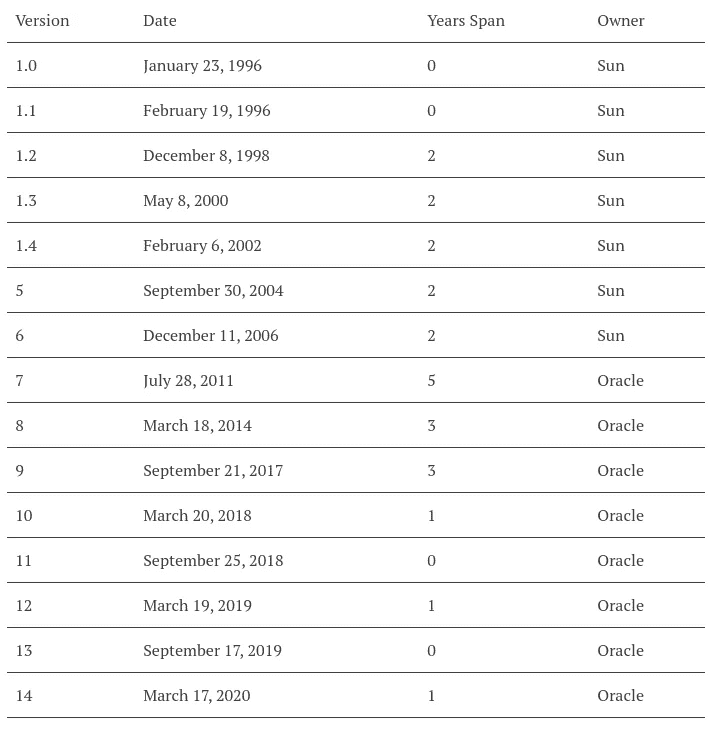 Version Date Years Span Owner
1.0 January 23, 1996 0 Sun
1.1 February 19, 1996 0 Sun
1.2 December 8, 1998 2 Sun
1.3 May 8, 2000 2 Sun
1.4 February 6, 2002 2 Sun
5 September 30, 2004 2 Sun
6 December 11, 2006 2 Sun
7 July 28, 2011 5 Oracle
8 March 18, 2014 3 Oracle
9 September 21, 2017 3 Oracle
10 March 20, 2018 1 Oracle
11 September 25, 2018 0 Oracle
12 March 19, 2019 1 Oracle
13 September 17, 2019 0 Oracle
14 March 17, 2020 1 Oracle